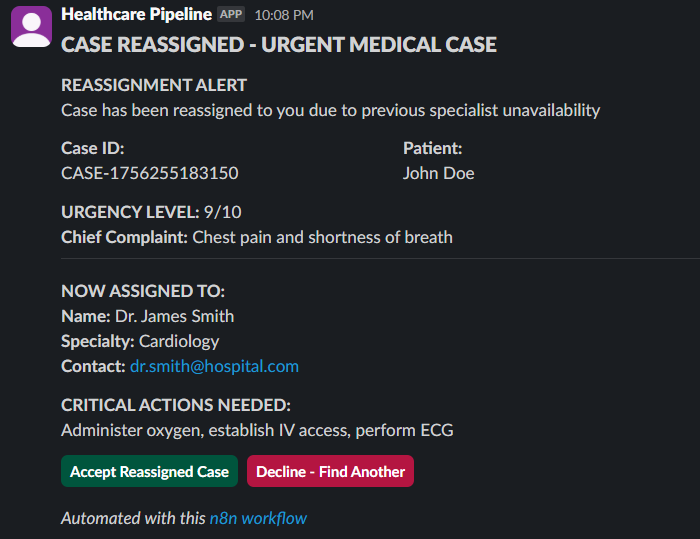 Healthcare Pipeline APP 10:08 PM
CASE REASSIGNED - URGENT MEDICAL CASE
REASSIGNMENT ALERT
Case has been reassigned to you due to previous specialist unavailability
Case ID: Patient:
CASE-1756255183150 John Doe
URGENCY LEVEL: 9/10
Chief Complaint: Chest pain and shortness of breath
NOW ASSIGNED TO:
Name: Dr. James Smith
Specialty: Cardiology
Contact: dr.smith@hospital.com
CRITICAL ACTIONS NEEDED:
Administer oxygen, establish IV access, perform ECG
Accept Reassigned Case Decline - Find Another
Automated with this n8n workflow